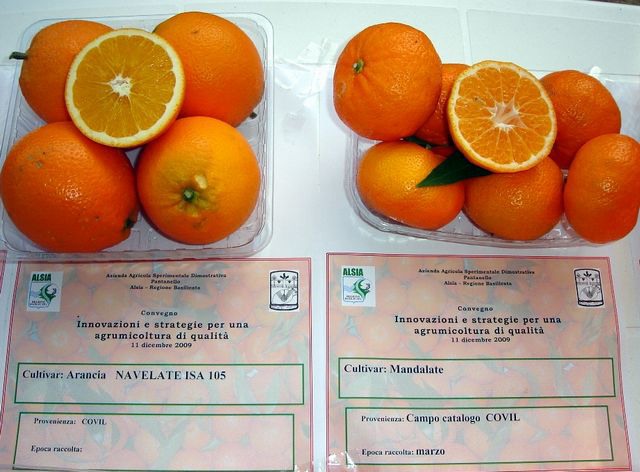 ALSIA
Azienda Agricola Sperimentale Dimostrativa
Pantanello
Alsia - Regione Basilicata
Convegno
Innovazioni e strategie per una
agrumicoltura di qualità
11 dicembre 2009
Cultivar: Arancia NAVELATE ISA 105
Provenienza: COVIL
Epoca raccolta:
ALSIA
Azienda Agricola Sperimentale Dimostrativa
Pantanello
Alsia - Regione Basilicata
Convegno
Innovazioni e strategie per una
agrumicoltura di qualità
11 dicembre 2009
Cultivar: Mandalate
Provenienza: Campo catalogo COVIL
Epoca raccolta: marzo